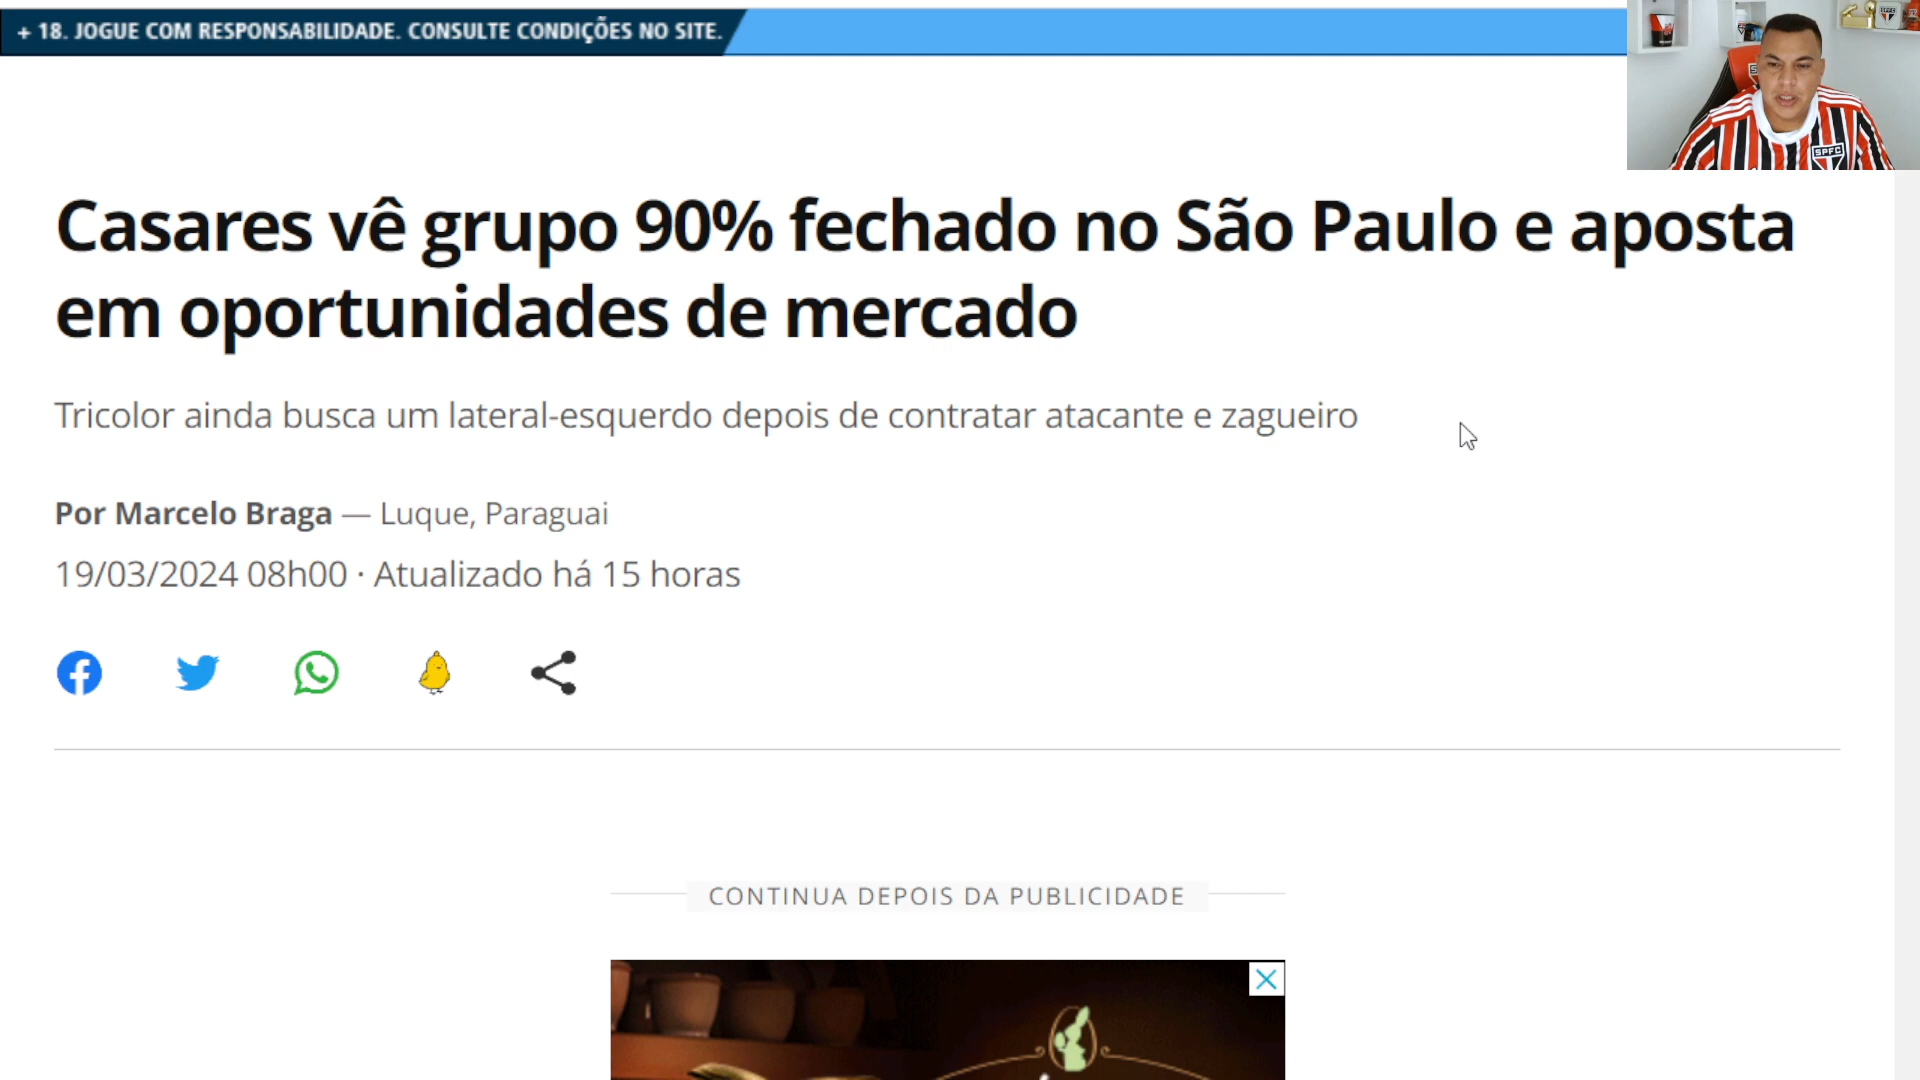 + 18. JOGUE COM RESPONSABILIDADE. CONSULTE CONDIÇÕES NO SITE.
SPFC
Casares vê grupo 90% fechado no São Paulo e aposta
em oportunidades de mercado
Tricolor ainda busca um lateral-esquerdo depois de contratar atacante e zagueiro
Por Marcelo Braga — Luque, Paraguai
19/03/2024 08h00 · Atualizado há 15 horas
CONTINUA DEPOIS DA PUBLICIDADE